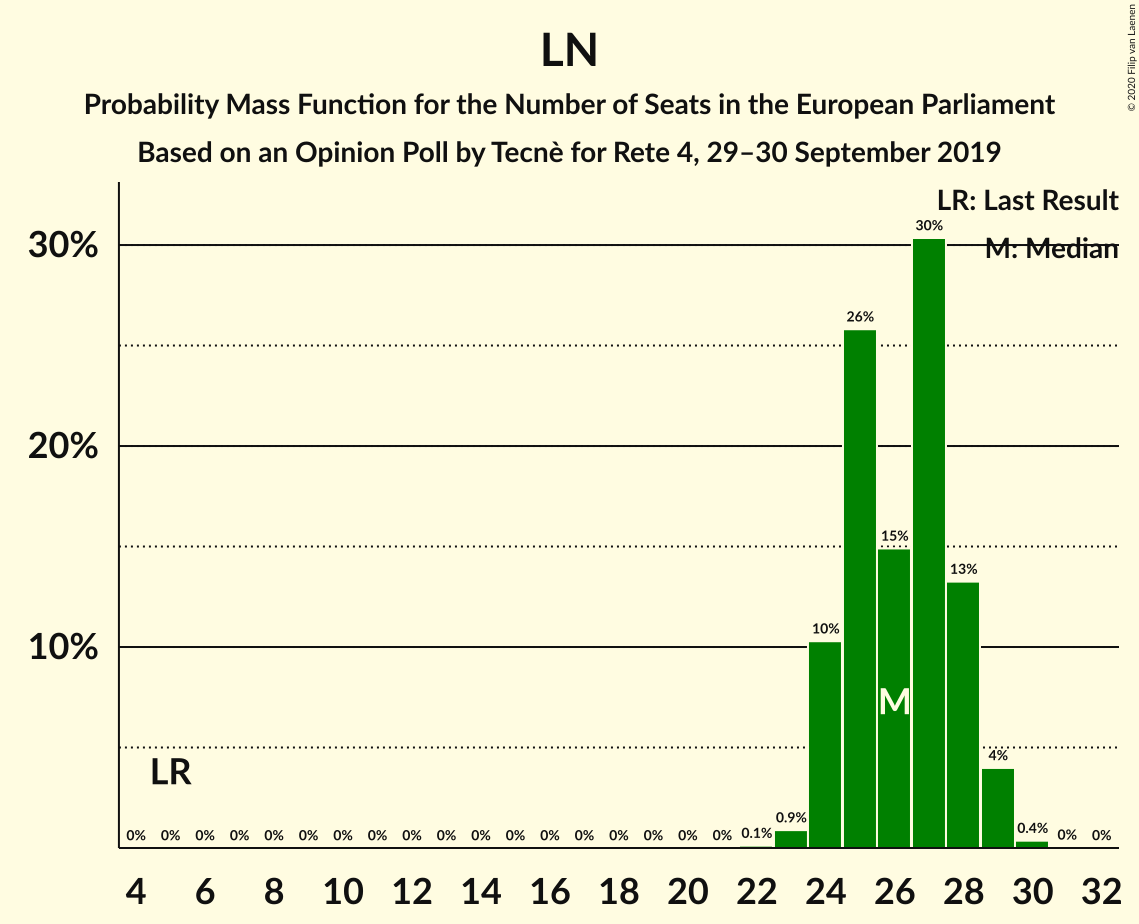 LN
Probability Mass Function for the Number of Seats in the European Parliament
Based on an Opinion Poll by Tecnè for Rete 4, 29–30 September 2019
© 2020 Filip van Laenen
LR: Last Result
M: Median
30%
20%
10%
30%
26%
15%
13%
10%
M
4%
LR
0% 0% 0% 0% 0% 0% 0% 0% 0% 0% 0% 0% 0% 0% 0% 0% 0% 0% 0.1% 0.9% 0.4% 0% 0%
4 6 8 10 12 14 16 18 20 22 24 26 28 30 32